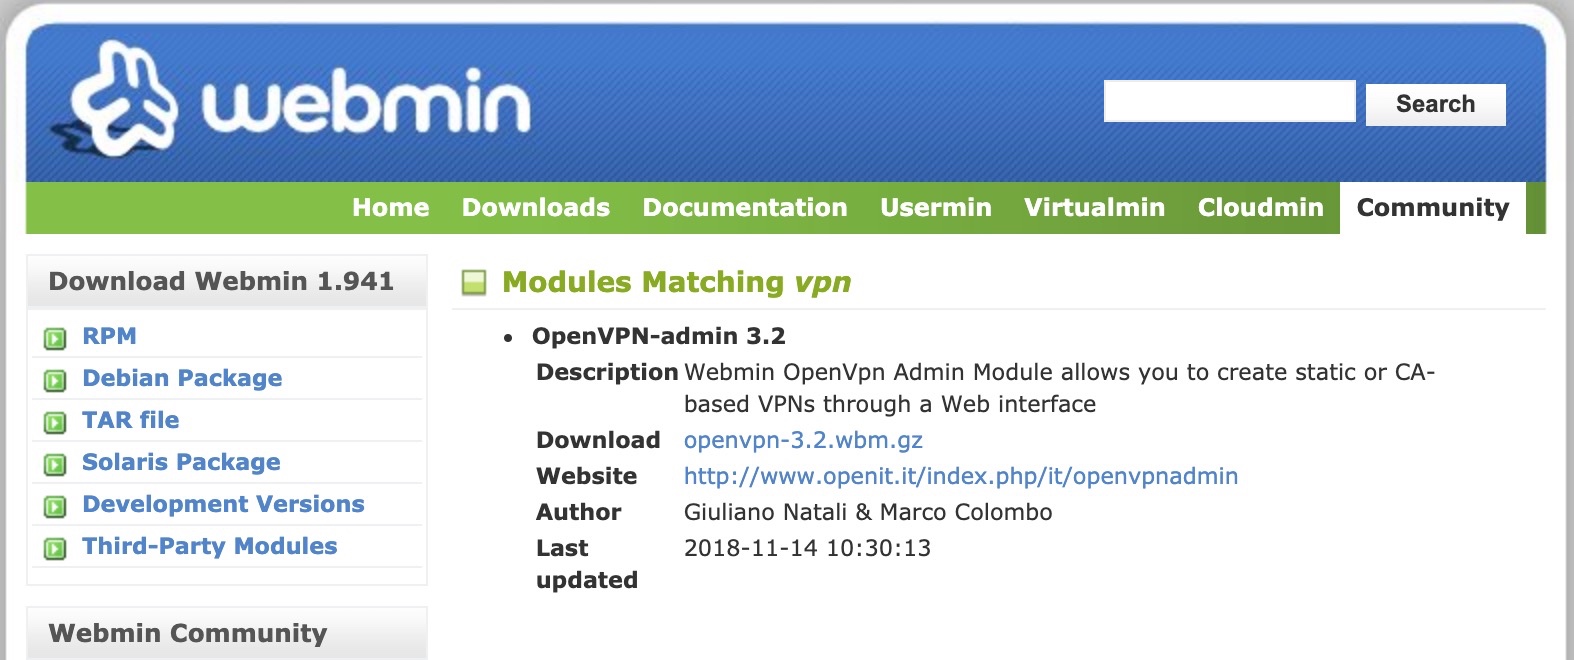 webmin
Search
Home Downloads Documentation Usermin Virtualmin Cloudmin Community
Download Webmin 1.941
RPM
Debian Package
TAR file
Solaris Package
Development Versions
Third-Party Modules
Webmin Community
Modules Matching vpn
• OpenVPN-admin 3.2
Description Webmin OpenVpn Admin Module allows you to create static or CA-
based VPNs through a Web interface
Download openvpn-3.2.wbm.gz
Website http://www.openit.it/index.php/it/openvpnadmin
Author Giuliano Natali & Marco Colombo
Last 2018-11-14 10:30:13
updated